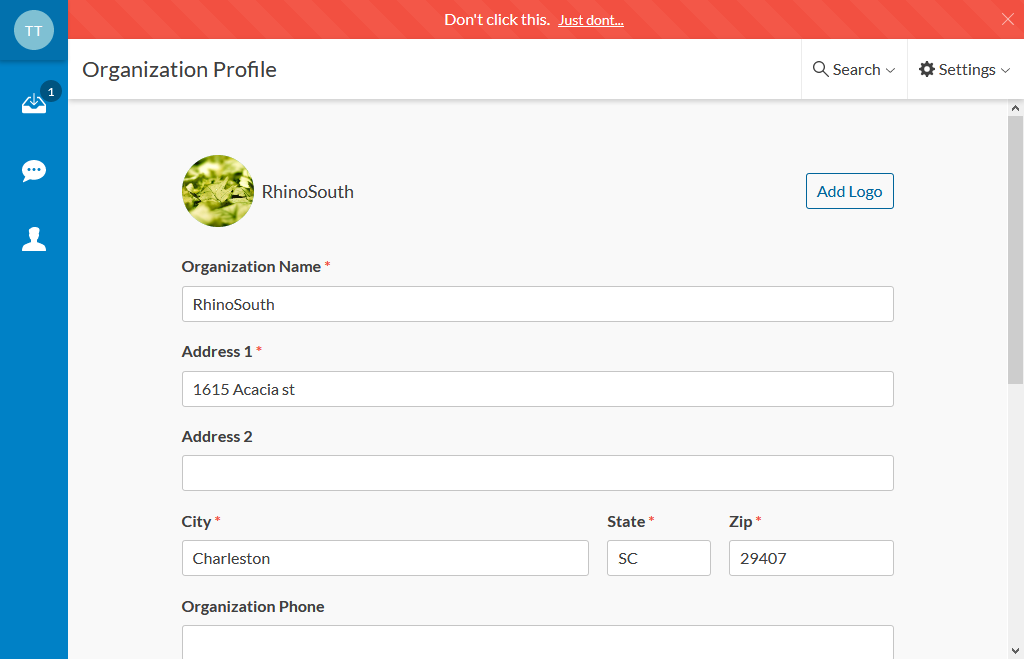 TT
Don't click this. Just dont...
1
Organization Profile
Search
Settings
RhinoSouth
Add Logo
Organization Name *
RhinoSouth
Address 1 *
1615 Acacia st
Address 2
City * State * Zip *
Charleston SC 29407
Organization Phone